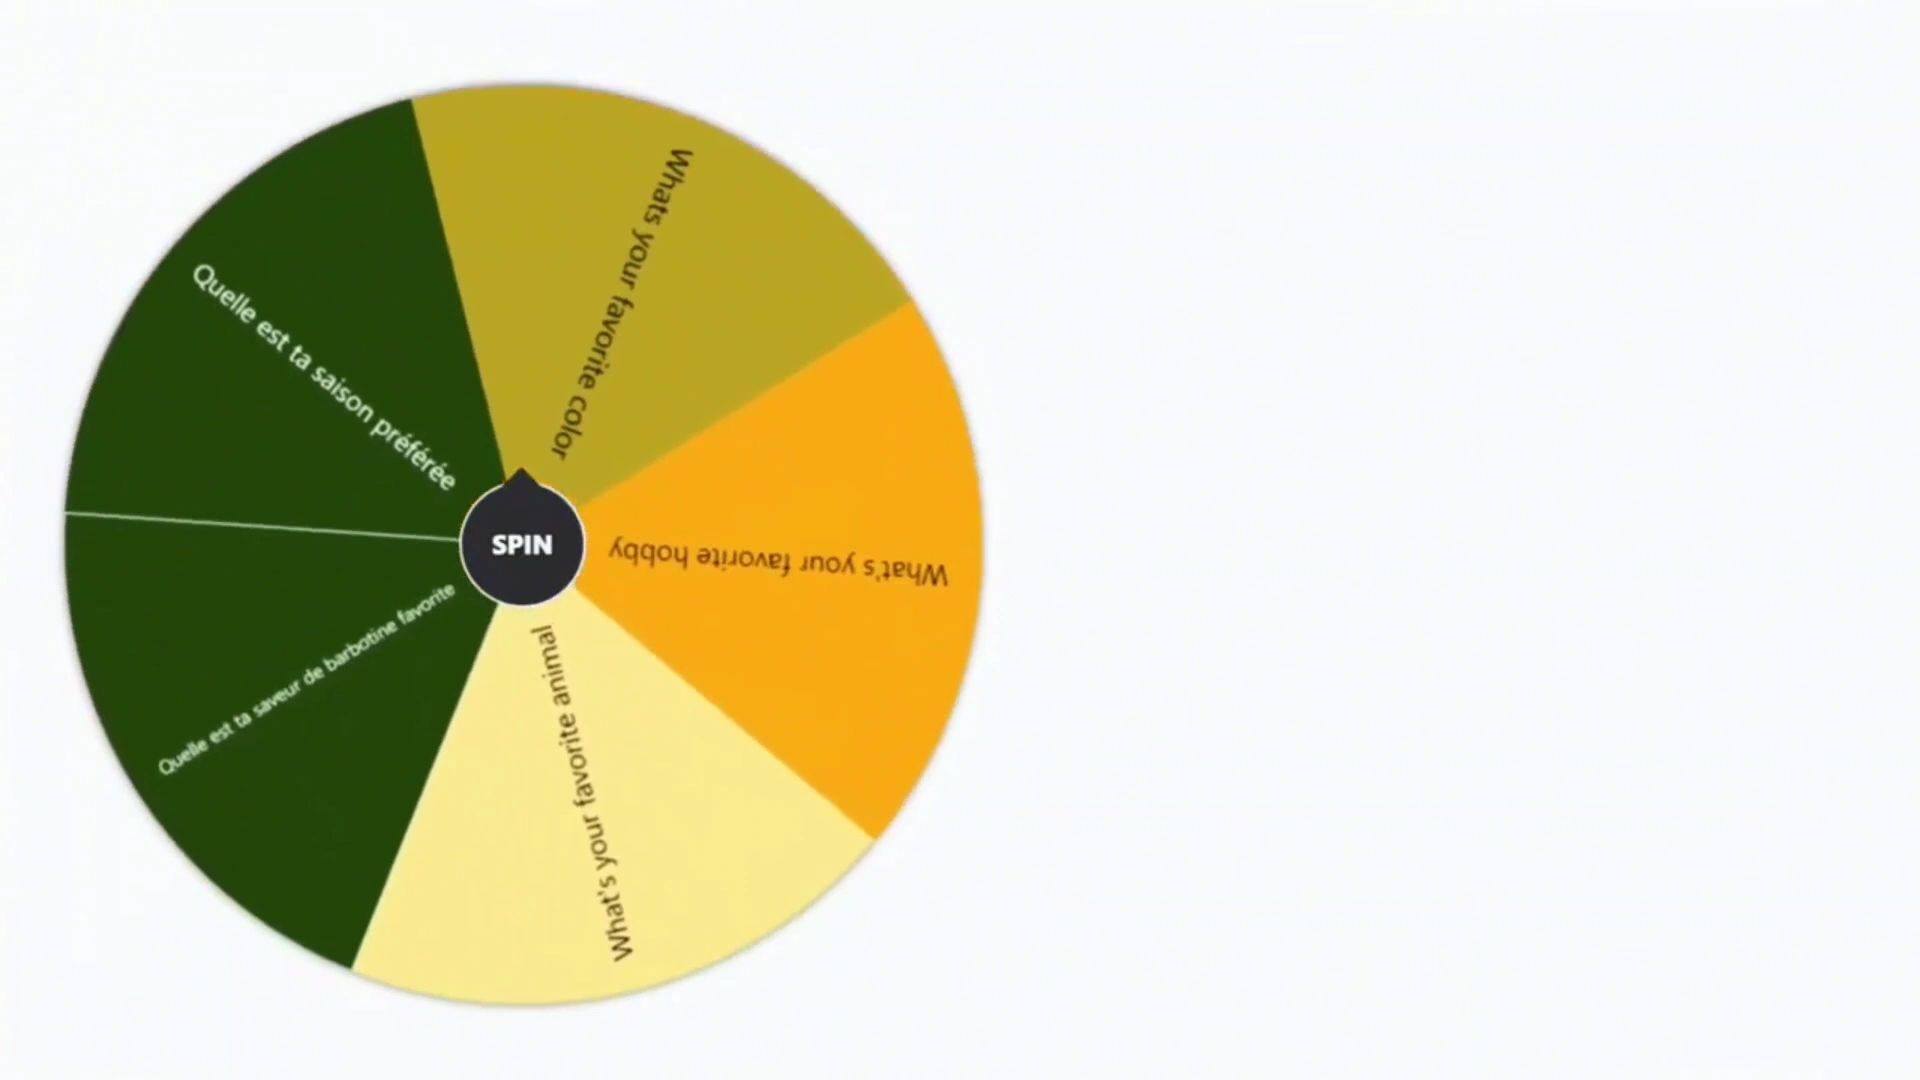 Whats your favorite color
What's your favorite hobby
What's your favorite animal
Quelle est ta saveur de barbotine favorite
Quelle est ta saison préférée
SPIN